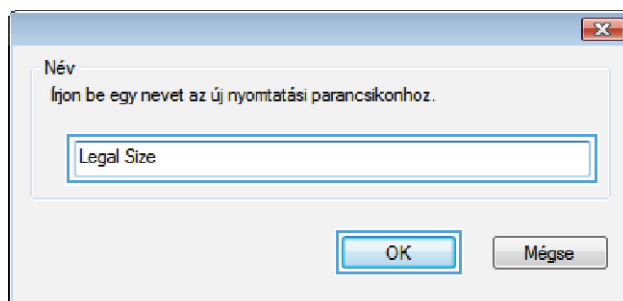 Név
Írjon be egy nevet az új nyomtatási parancsikonhoz.
Legal Size
OK
Mégse